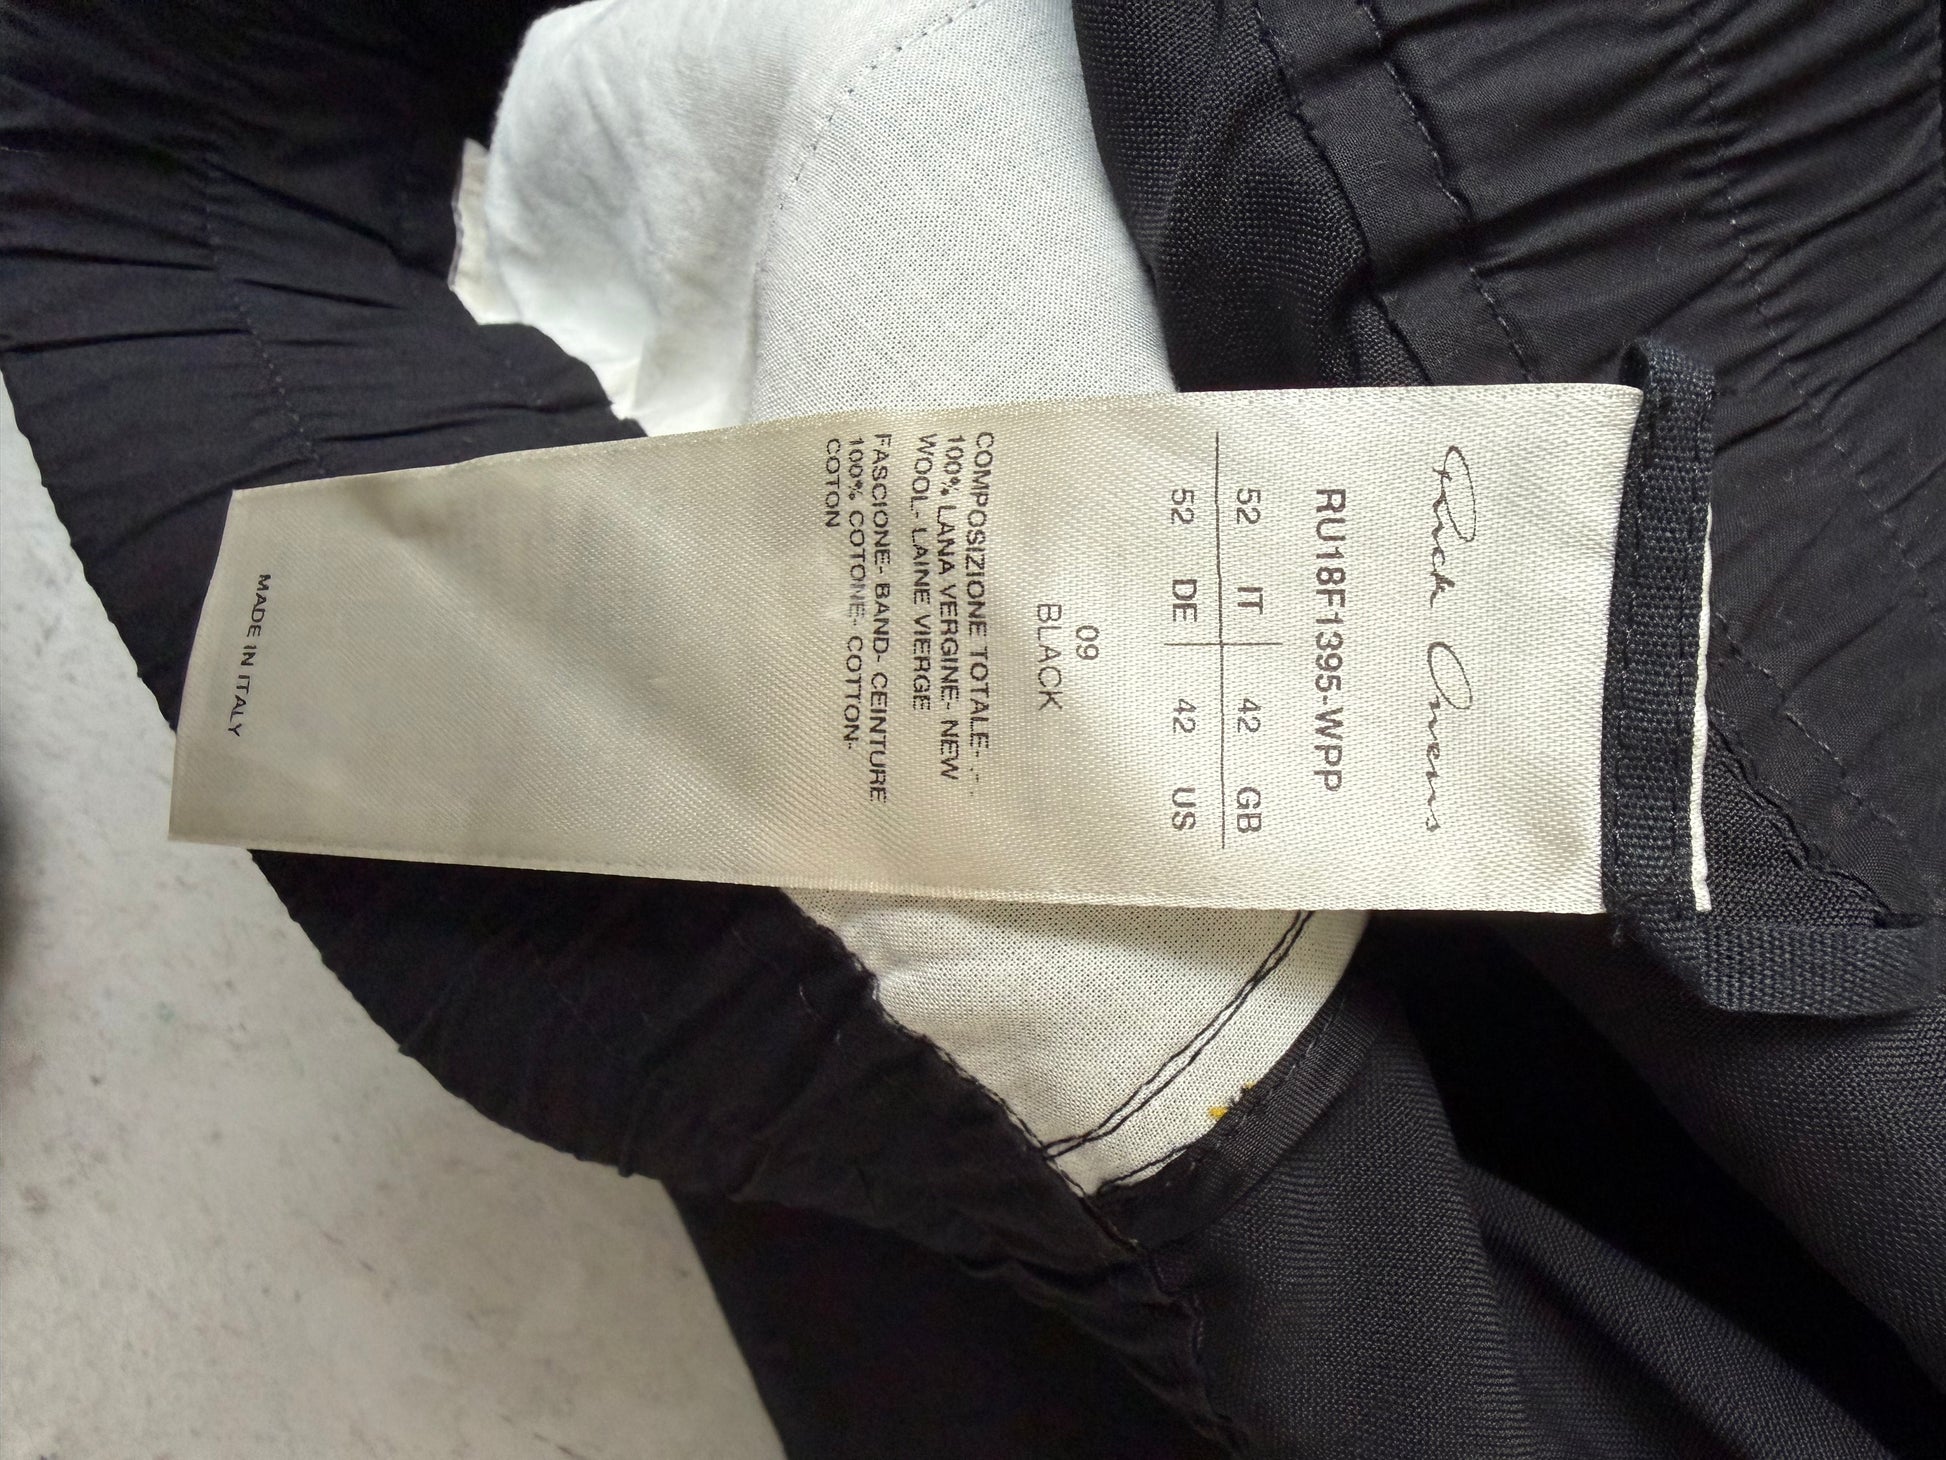 Rick Owens
RU18F1395-WPP
52 IT 42 GB
52 DE 42 US
09
BLACK
COMPOSIZIONE TOTALE- .-.
100% LANA VERGINE- NEW
WOOL- LAINE VIERGE
FASCIONE- BAND- CEINTURE
100% COTONE- COTTON-
COTON
MADE IN ITALY